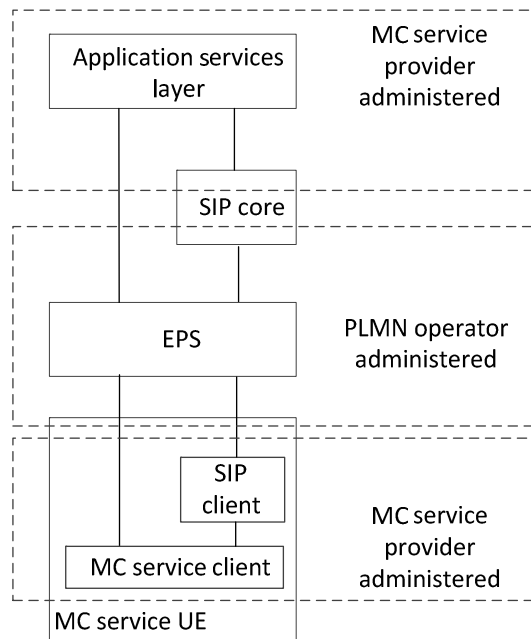 Application services
layer
MC service
provider
administered
SIP core
EPS
PLMN operator
administered
SIP
client
MC service client
MC service
provider
administered
MC service UE